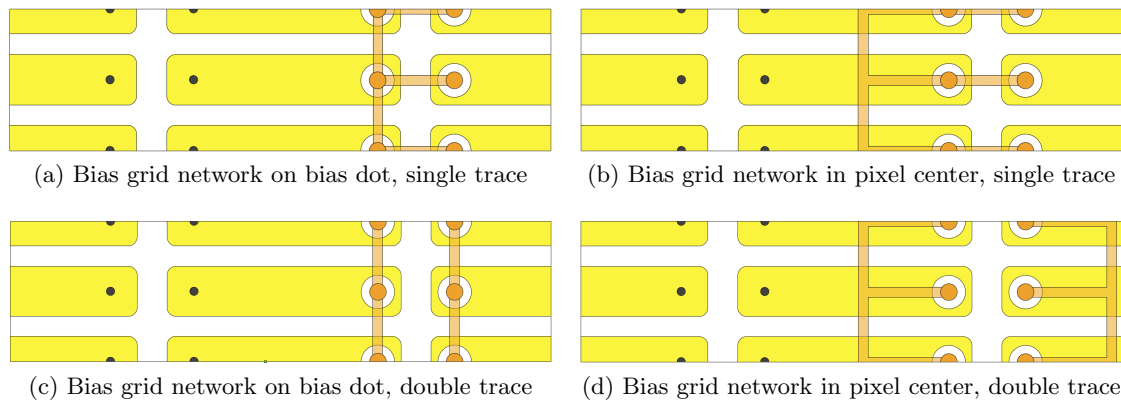 (a) Bias grid network on bias dot, single trace
(b) Bias grid network in pixel center, single trace
(c) Bias grid network on bias dot, double trace
(d) Bias grid network in pixel center, double trace